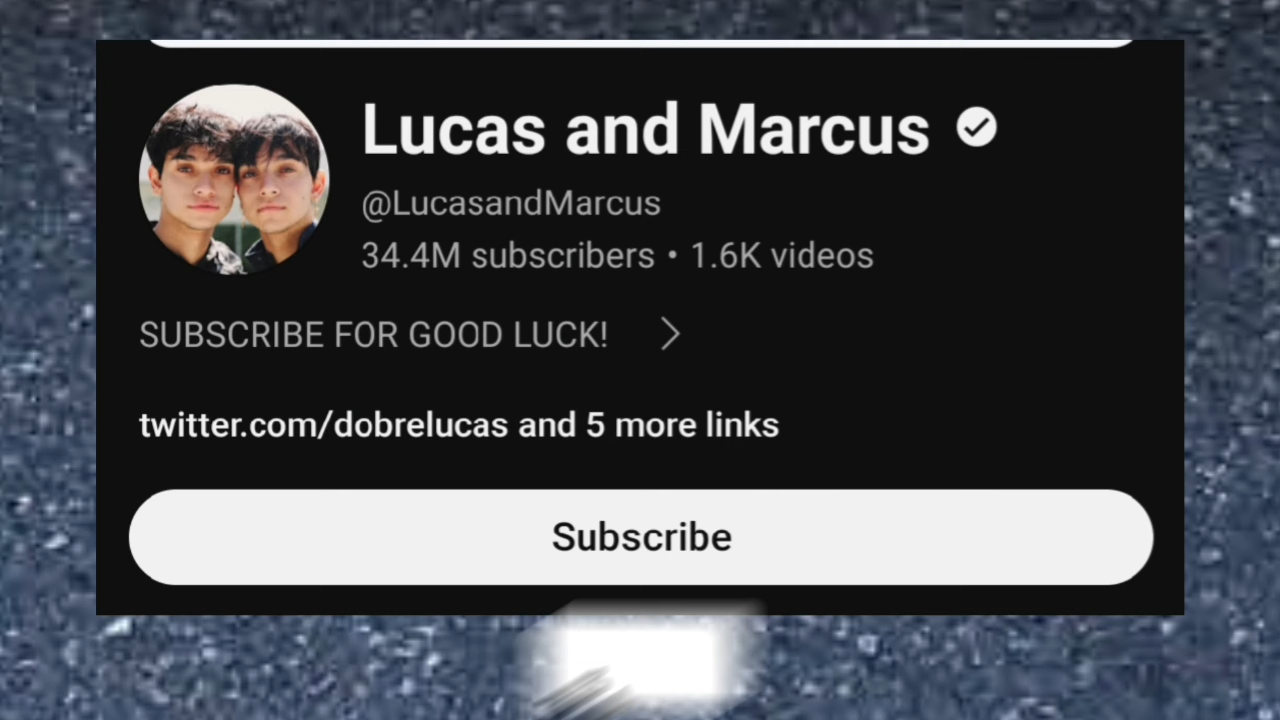 Lucas and Marcus
@LucasandMarcus
34.4M subscribers • 1.6K videos
SUBSCRIBE FOR GOOD LUCK!
twitter.com/dobrelucas and 5 more links
Subscribe